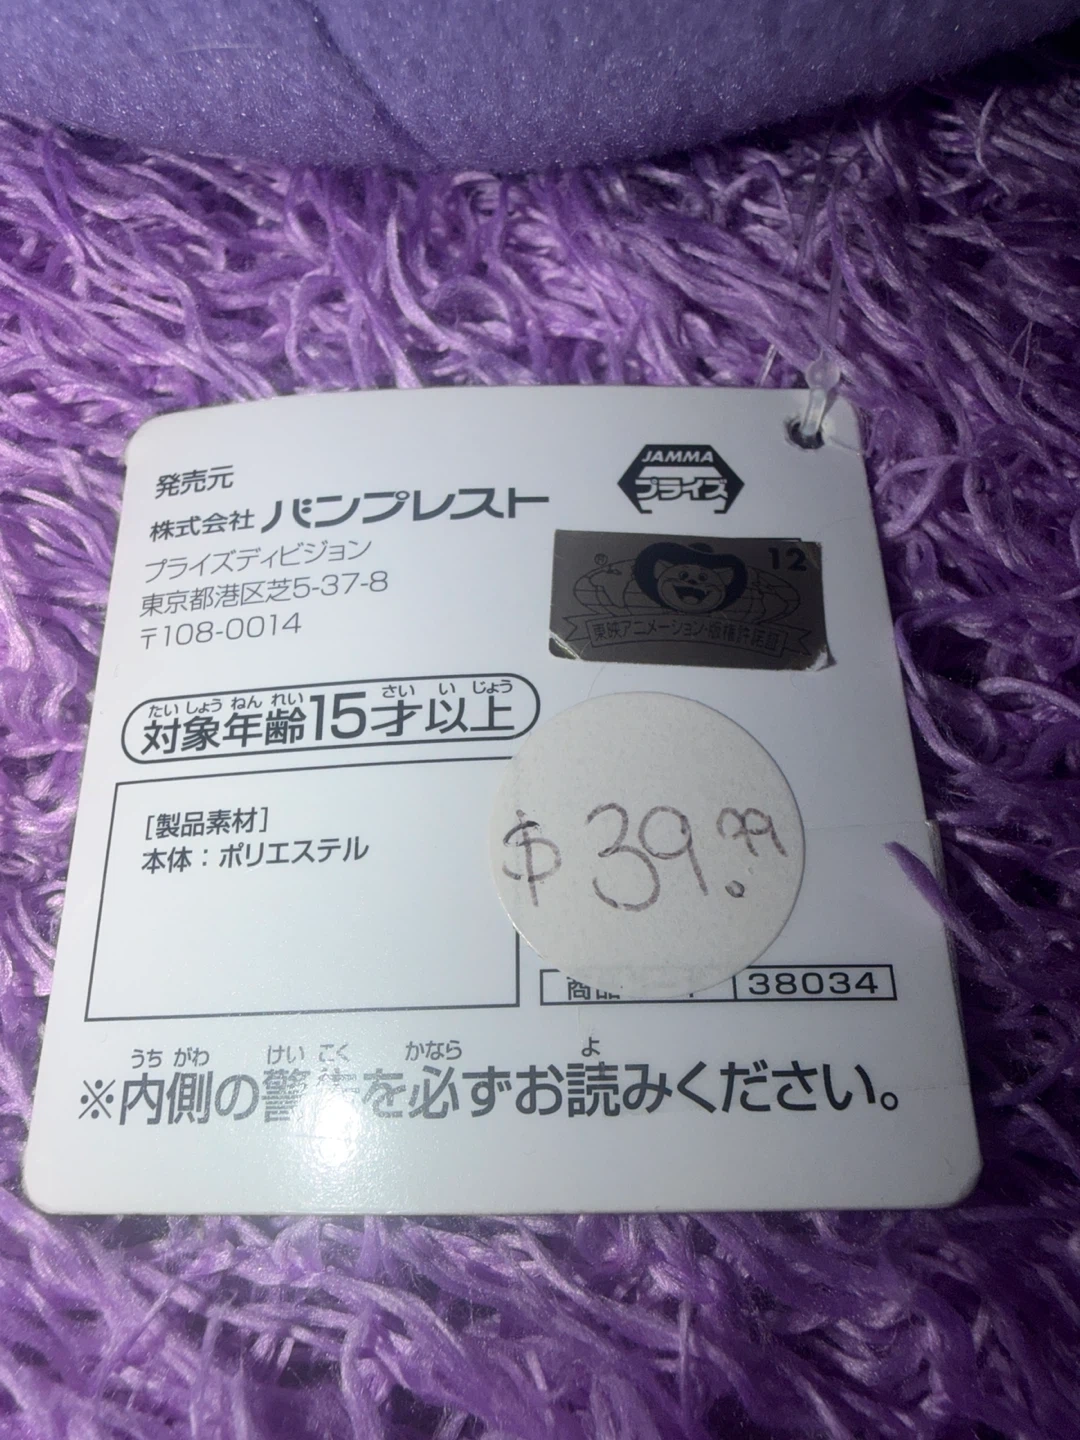 発売元
株式会社 バンプレスト
プライズディビジョン
東京都港区芝5-37-8
〒108-0014
JAMMA
プライズ
® 12
東映アニメーション・版権許諾証
たいしょうねんれい さい い じょう
対象年齢15才以上
[製品素材]
本体：ポリエステル
$39.99
商品 38034
うちがわ けいこく かなら よ
※内側の警告を必ずお読みください。